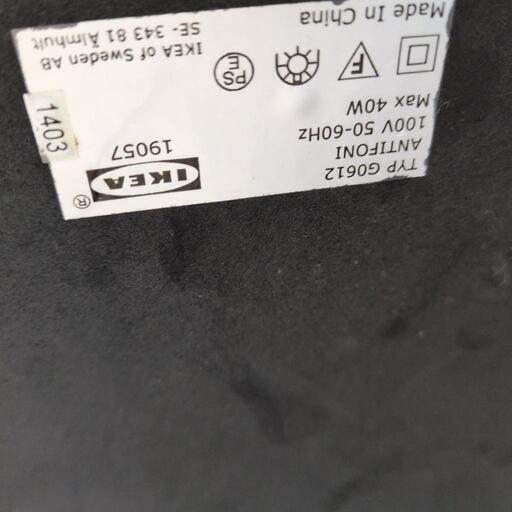 IKEA®
19057
TYP G0612
ANTIFONI
100V 50-60Hz
Max 40W
F
PS
E
IKEA of Sweden AB
SE- 343 81 Älmhult
Made In China
1403